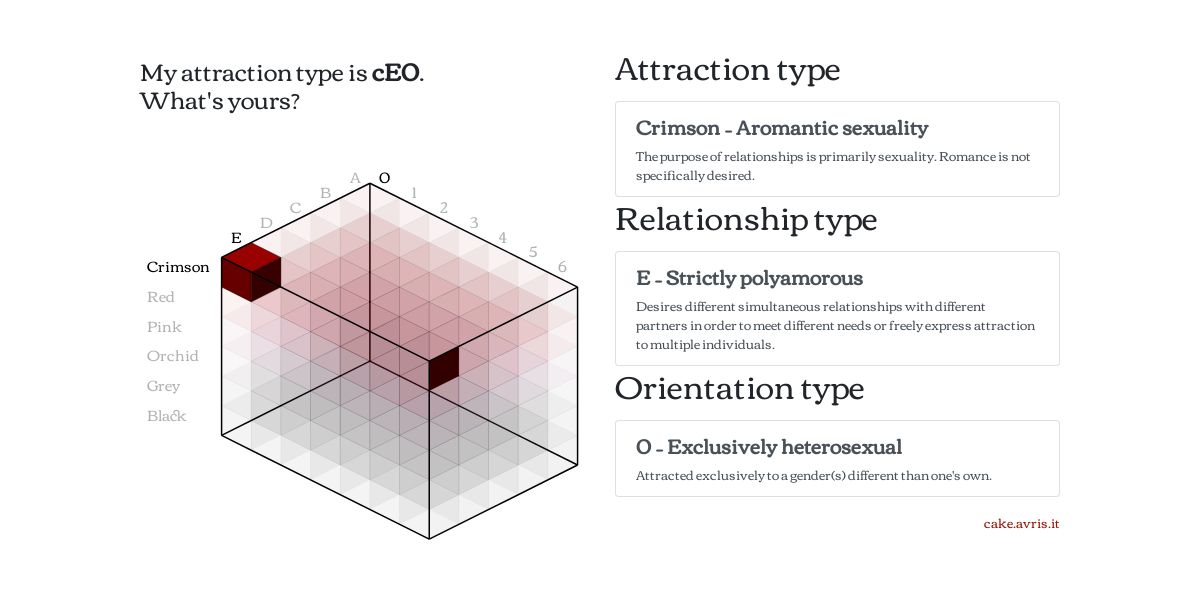 My attraction type is cEO.
What's yours?
A O
B 1
C 2
D 3
E 4
5
6
Crimson
Red
Pink
Orchid
Grey
Black
Attraction type
Crimson - Aromantic sexuality
The purpose of relationships is primarily sexuality. Romance is not
specifically desired.
Relationship type
E - Strictly polyamorous
Desires different simultaneous relationships with different
partners in order to meet different needs or freely express attraction
to multiple individuals.
Orientation type
O - Exclusively heterosexual
Attracted exclusively to a gender(s) different than one's own.
cake.avris.it